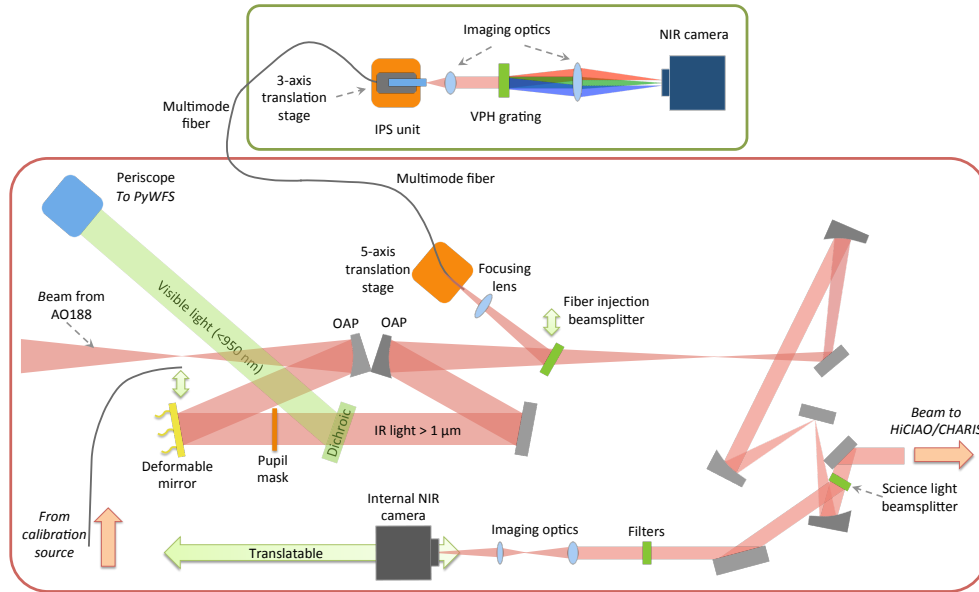 Imaging optics
NIR camera
3-axis
translation
stage
Multimode
fiber
IPS unit
VPH grating
Periscope
To PyWFS
Multimode fiber
5-axis
translation
stage
Focusing
lens
Fiber injection
beamsplitter
Beam from
AO188
Visible light (<950 nm)
OAP
OAP
Dichroic
IR light > 1 μm
Deformable
mirror
Pupil
mask
Beam to
HiCIAO/CHARIS
Science light
beamsplitter
From
calibration
source
Internal NIR
camera
Translatable
Imaging optics
Filters